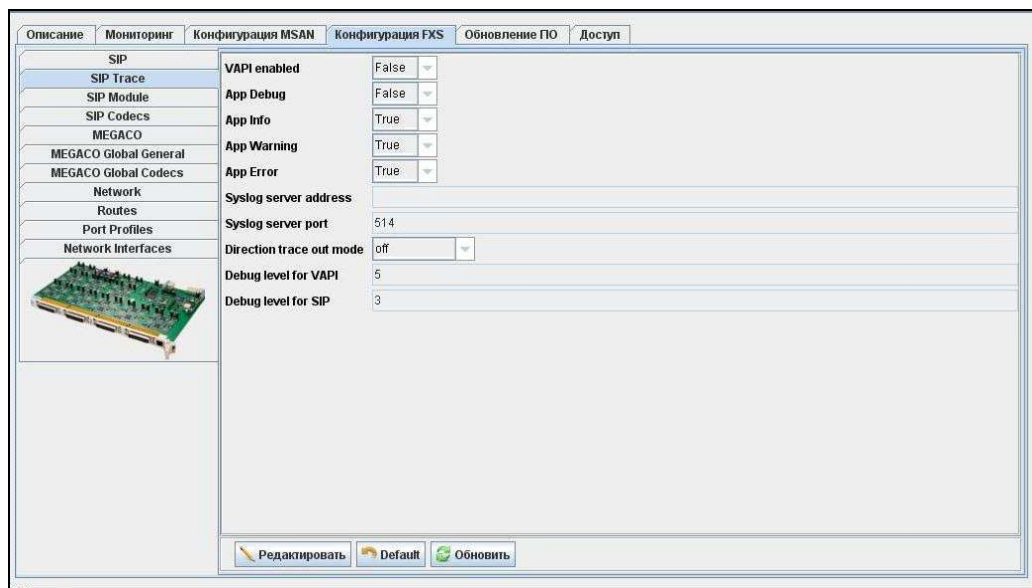 Описание Мониторинг Конфигурация MSAN Конфигурация FXS Обновление ПО Доступ
SIP
SIP Trace
SIP Module
SIP Codecs
MEGACO
MEGACO Global General
MEGACO Global Codecs
Network
Routes
Port Profiles
Network Interfaces
VAPI enabled False
App Debug False
App Info True
App Warning True
App Error True
Syslog server address
Syslog server port 514
Direction trace out mode off
Debug level for VAPI 5
Debug level for SIP 3
Редактировать Default Обновить